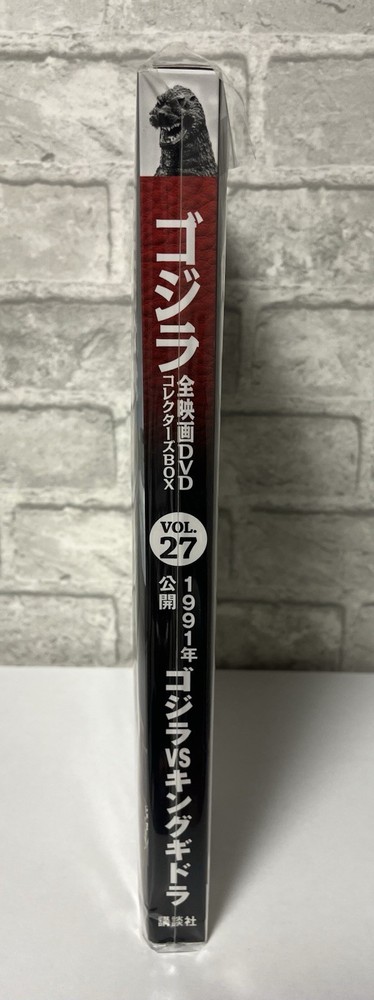 ゴジラ
全映画DVD
コレクターズBOX
VOL.
27
1991年
公開
ゴジラVSキングギドラ
講談社